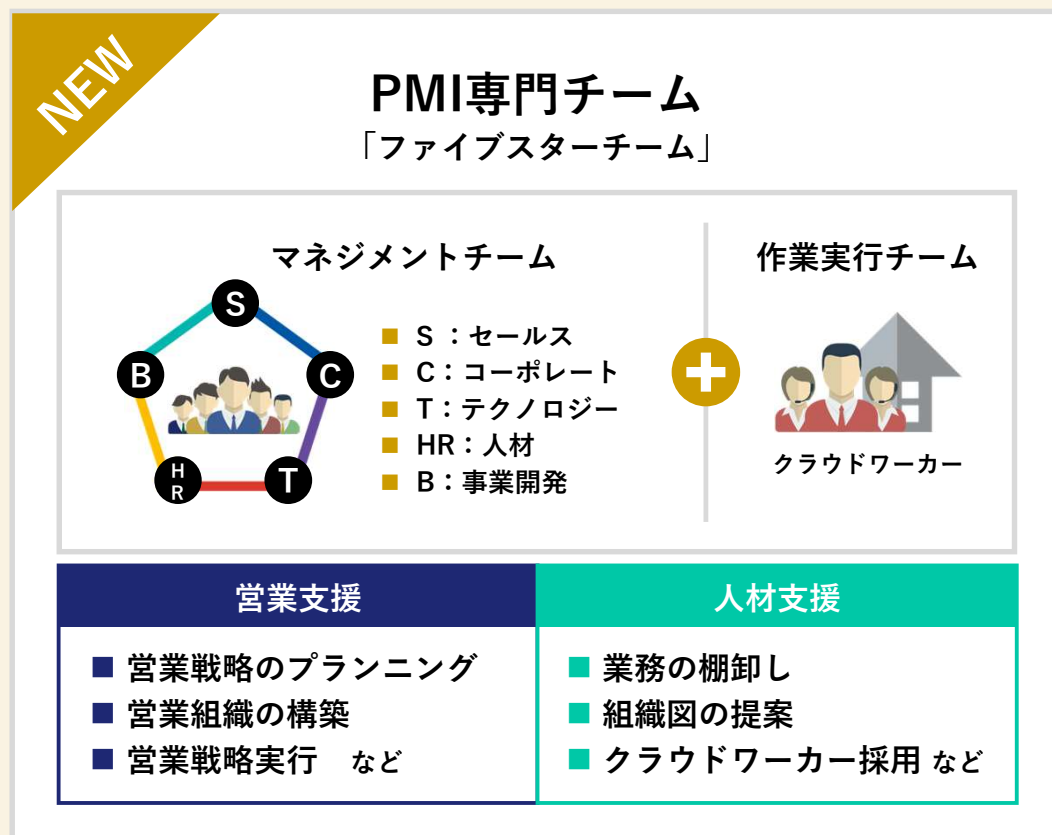 NEW
PMI専門チーム
「ファイブスターチーム」
マネジメントチーム
S
B
C
HR
T
■ S ：セールス
■ C：コーポレート
■ T：テクノロジー
■ HR：人材
■ B：事業開発
作業実行チーム
クラウドワーカー
営業支援
■ 営業戦略のプランニング
■ 営業組織の構築
■ 営業戦略実行 など
人材支援
■ 業務の棚卸し
■ 組織図の提案
■ クラウドワーカー採用 など